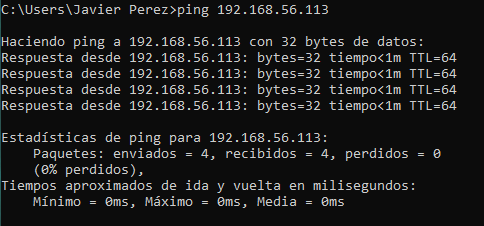 C:\Users\Javier Perez>ping 192.168.56.113
Haciendo ping a 192.168.56.113 con 32 bytes de datos:
Respuesta desde 192.168.56.113: bytes=32 tiempo<1m TTL=64
Respuesta desde 192.168.56.113: bytes=32 tiempo<1m TTL=64
Respuesta desde 192.168.56.113: bytes=32 tiempo<1m TTL=64
Respuesta desde 192.168.56.113: bytes=32 tiempo<1m TTL=64
Estadísticas de ping para 192.168.56.113:
Paquetes: enviados = 4, recibidos = 4, perdidos = 0
(0% perdidos),
Tiempos aproximados de ida y vuelta en milisegundos:
Mínimo = 0ms, Máximo = 0ms, Media = 0ms